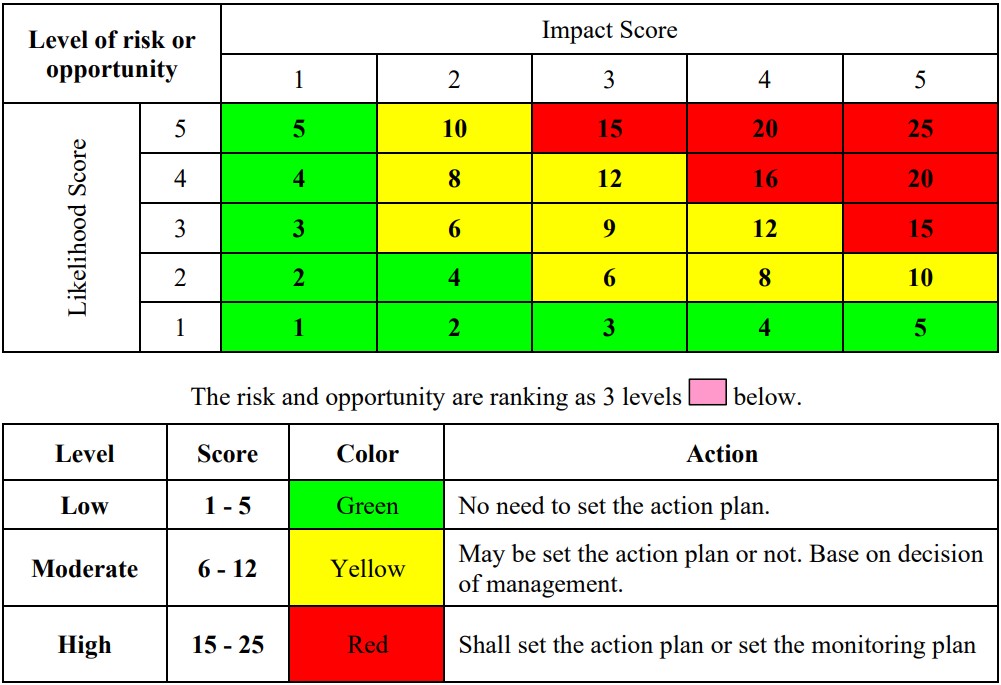 Level of risk or opportunity
Impact Score
1 2 3 4 5
Likelihood Score
5 5 10 15 20 25
4 4 8 12 16 20
3 3 6 9 12 15
2 2 4 6 8 10
1 1 2 3 4 5
The risk and opportunity are ranking as 3 levels below.
Level Score Color Action
Low 1 - 5 Green No need to set the action plan.
Moderate 6 - 12 Yellow May be set the action plan or not. Base on decision
of management.
High 15 - 25 Red Shall set the action plan or set the monitoring plan